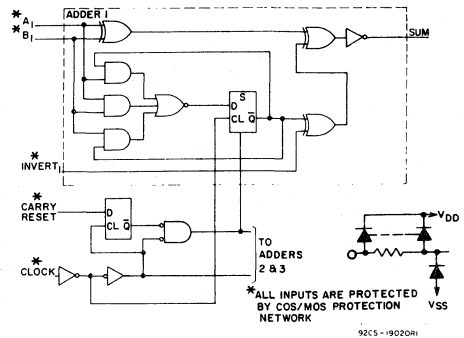 ADDER 1
* A1
* B1
SUM
S
D
CL Q̅
* INVERT1
* CARRY
RESET
D
CL Q̅
* CLOCK
TO
ADDERS
2 & 3
VDD
VSS
*ALL INPUTS ARE PROTECTED
BY COS/MOS PROTECTION
NETWORK
92CS-19020R1